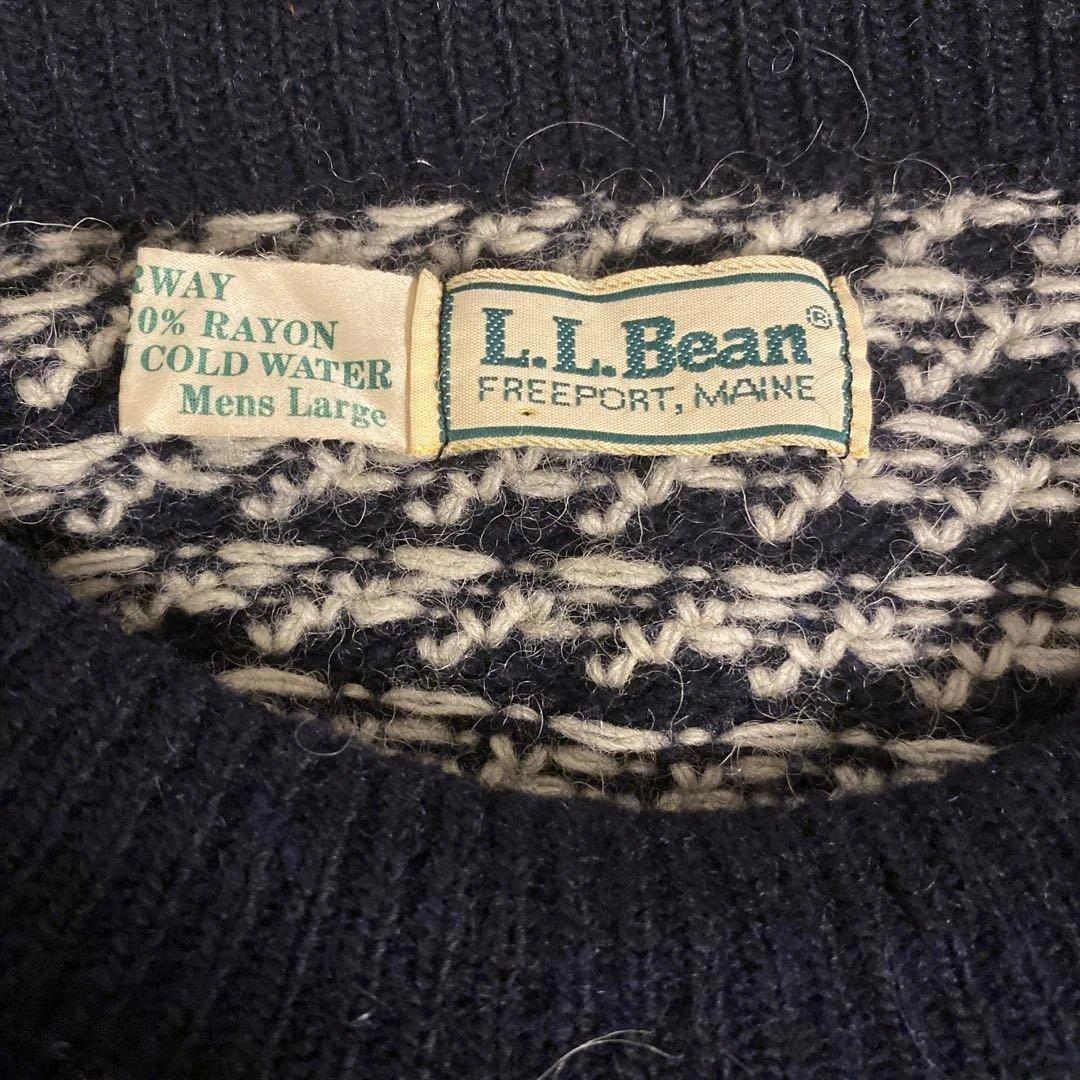 RWAY
0% RAYON
COLD WATER
Mens Large
L.L.Bean®
FREEPORT, MAINE